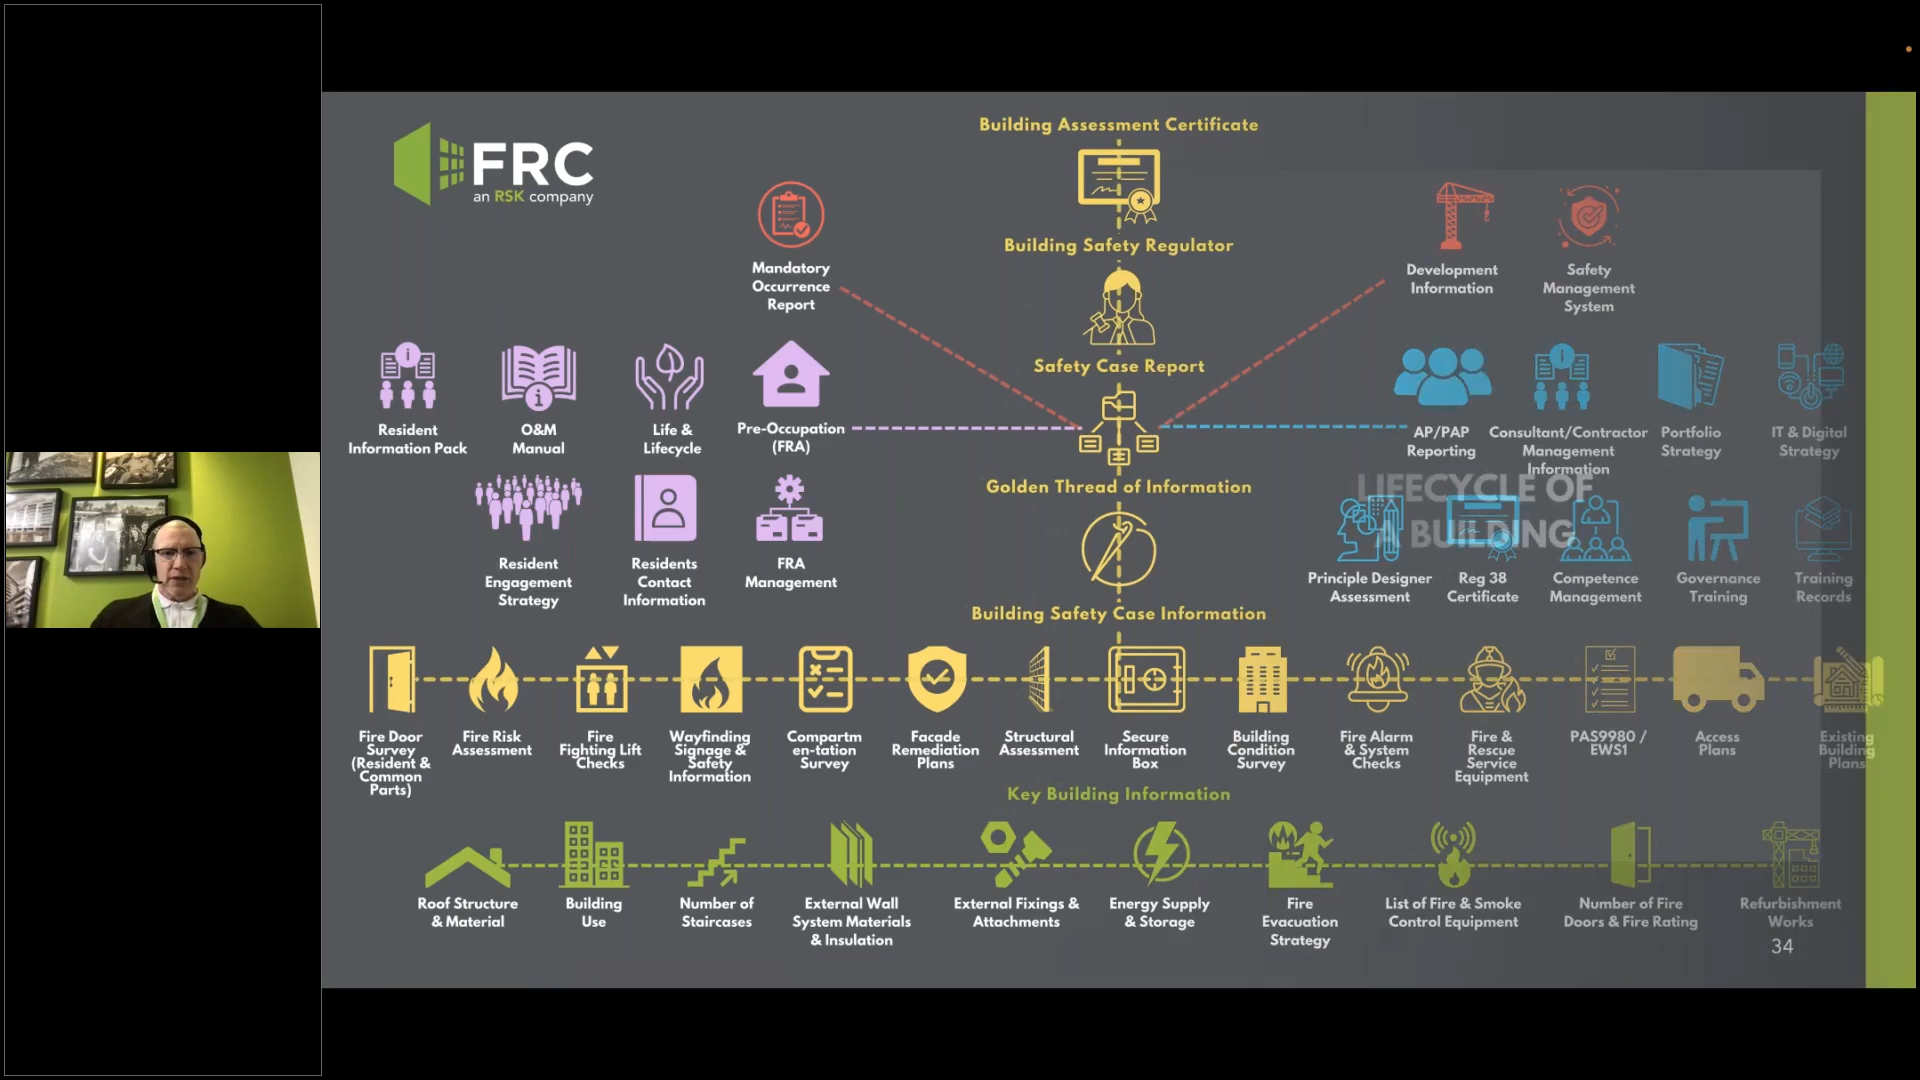 FRC
an RSK company
Building Assessment Certificate
Building Safety Regulator
Safety Case Report
Golden Thread of Information
Building Safety Case Information
Mandatory
Occurrence
Report
Development
Information
Safety
Management
System
Resident
Information Pack
O&M
Manual
Life &
Lifecycle
Pre-Occupation
(FRA)
AP/PAP
Reporting
Consultant/Contractor
Management
Information
Portfolio
Strategy
IT & Digital
Strategy
LIFECYCLE OF
A BUILDING
Resident
Engagement
Strategy
Residents
Contact
Information
FRA
Management
Principle Designer
Assessment
Reg 38
Certificate
Competence
Management
Governance
Training
Training
Records
Fire Door
Survey
(Resident &
Common
Parts)
Fire Risk
Assessment
Fire
Fighting Lift
Checks
Wayfinding
Signage &
Safety
Information
Compartm
en-tation
Survey
Facade
Remediation
Plans
Structural
Assessment
Secure
Information
Box
Building
Condition
Survey
Fire Alarm
& System
Checks
Fire &
Rescue
Service
Equipment
PAS9980 /
EWS1
Access
Plans
Existing
Building
Plans
Key Building Information
Roof Structure
& Material
Building
Use
Number of
Staircases
External Wall
System Materials
& Insulation
External Fixings &
Attachments
Energy Supply
& Storage
Fire
Evacuation
Strategy
List of Fire & Smoke
Control Equipment
Number of Fire
Doors & Fire Rating
Refurbishment
Works
34